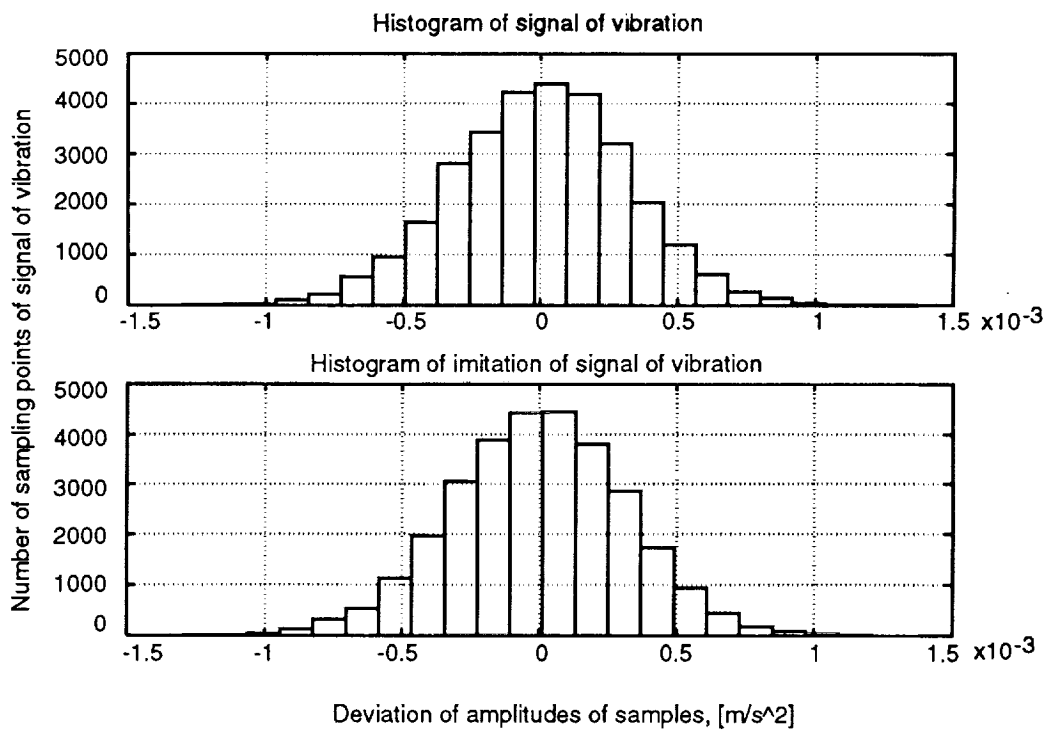 Histogram of signal of vibration
Number of sampling points of signal of vibration
5000
4000
3000
2000
1000
0
-1.5 -1 -0.5 0 0.5 1 1.5 x10-3
Histogram of imitation of signal of vibration
5000
4000
3000
2000
1000
0
-1.5 -1 -0.5 0 0.5 1 1.5 x10-3
Deviation of amplitudes of samples, [m/s^2]